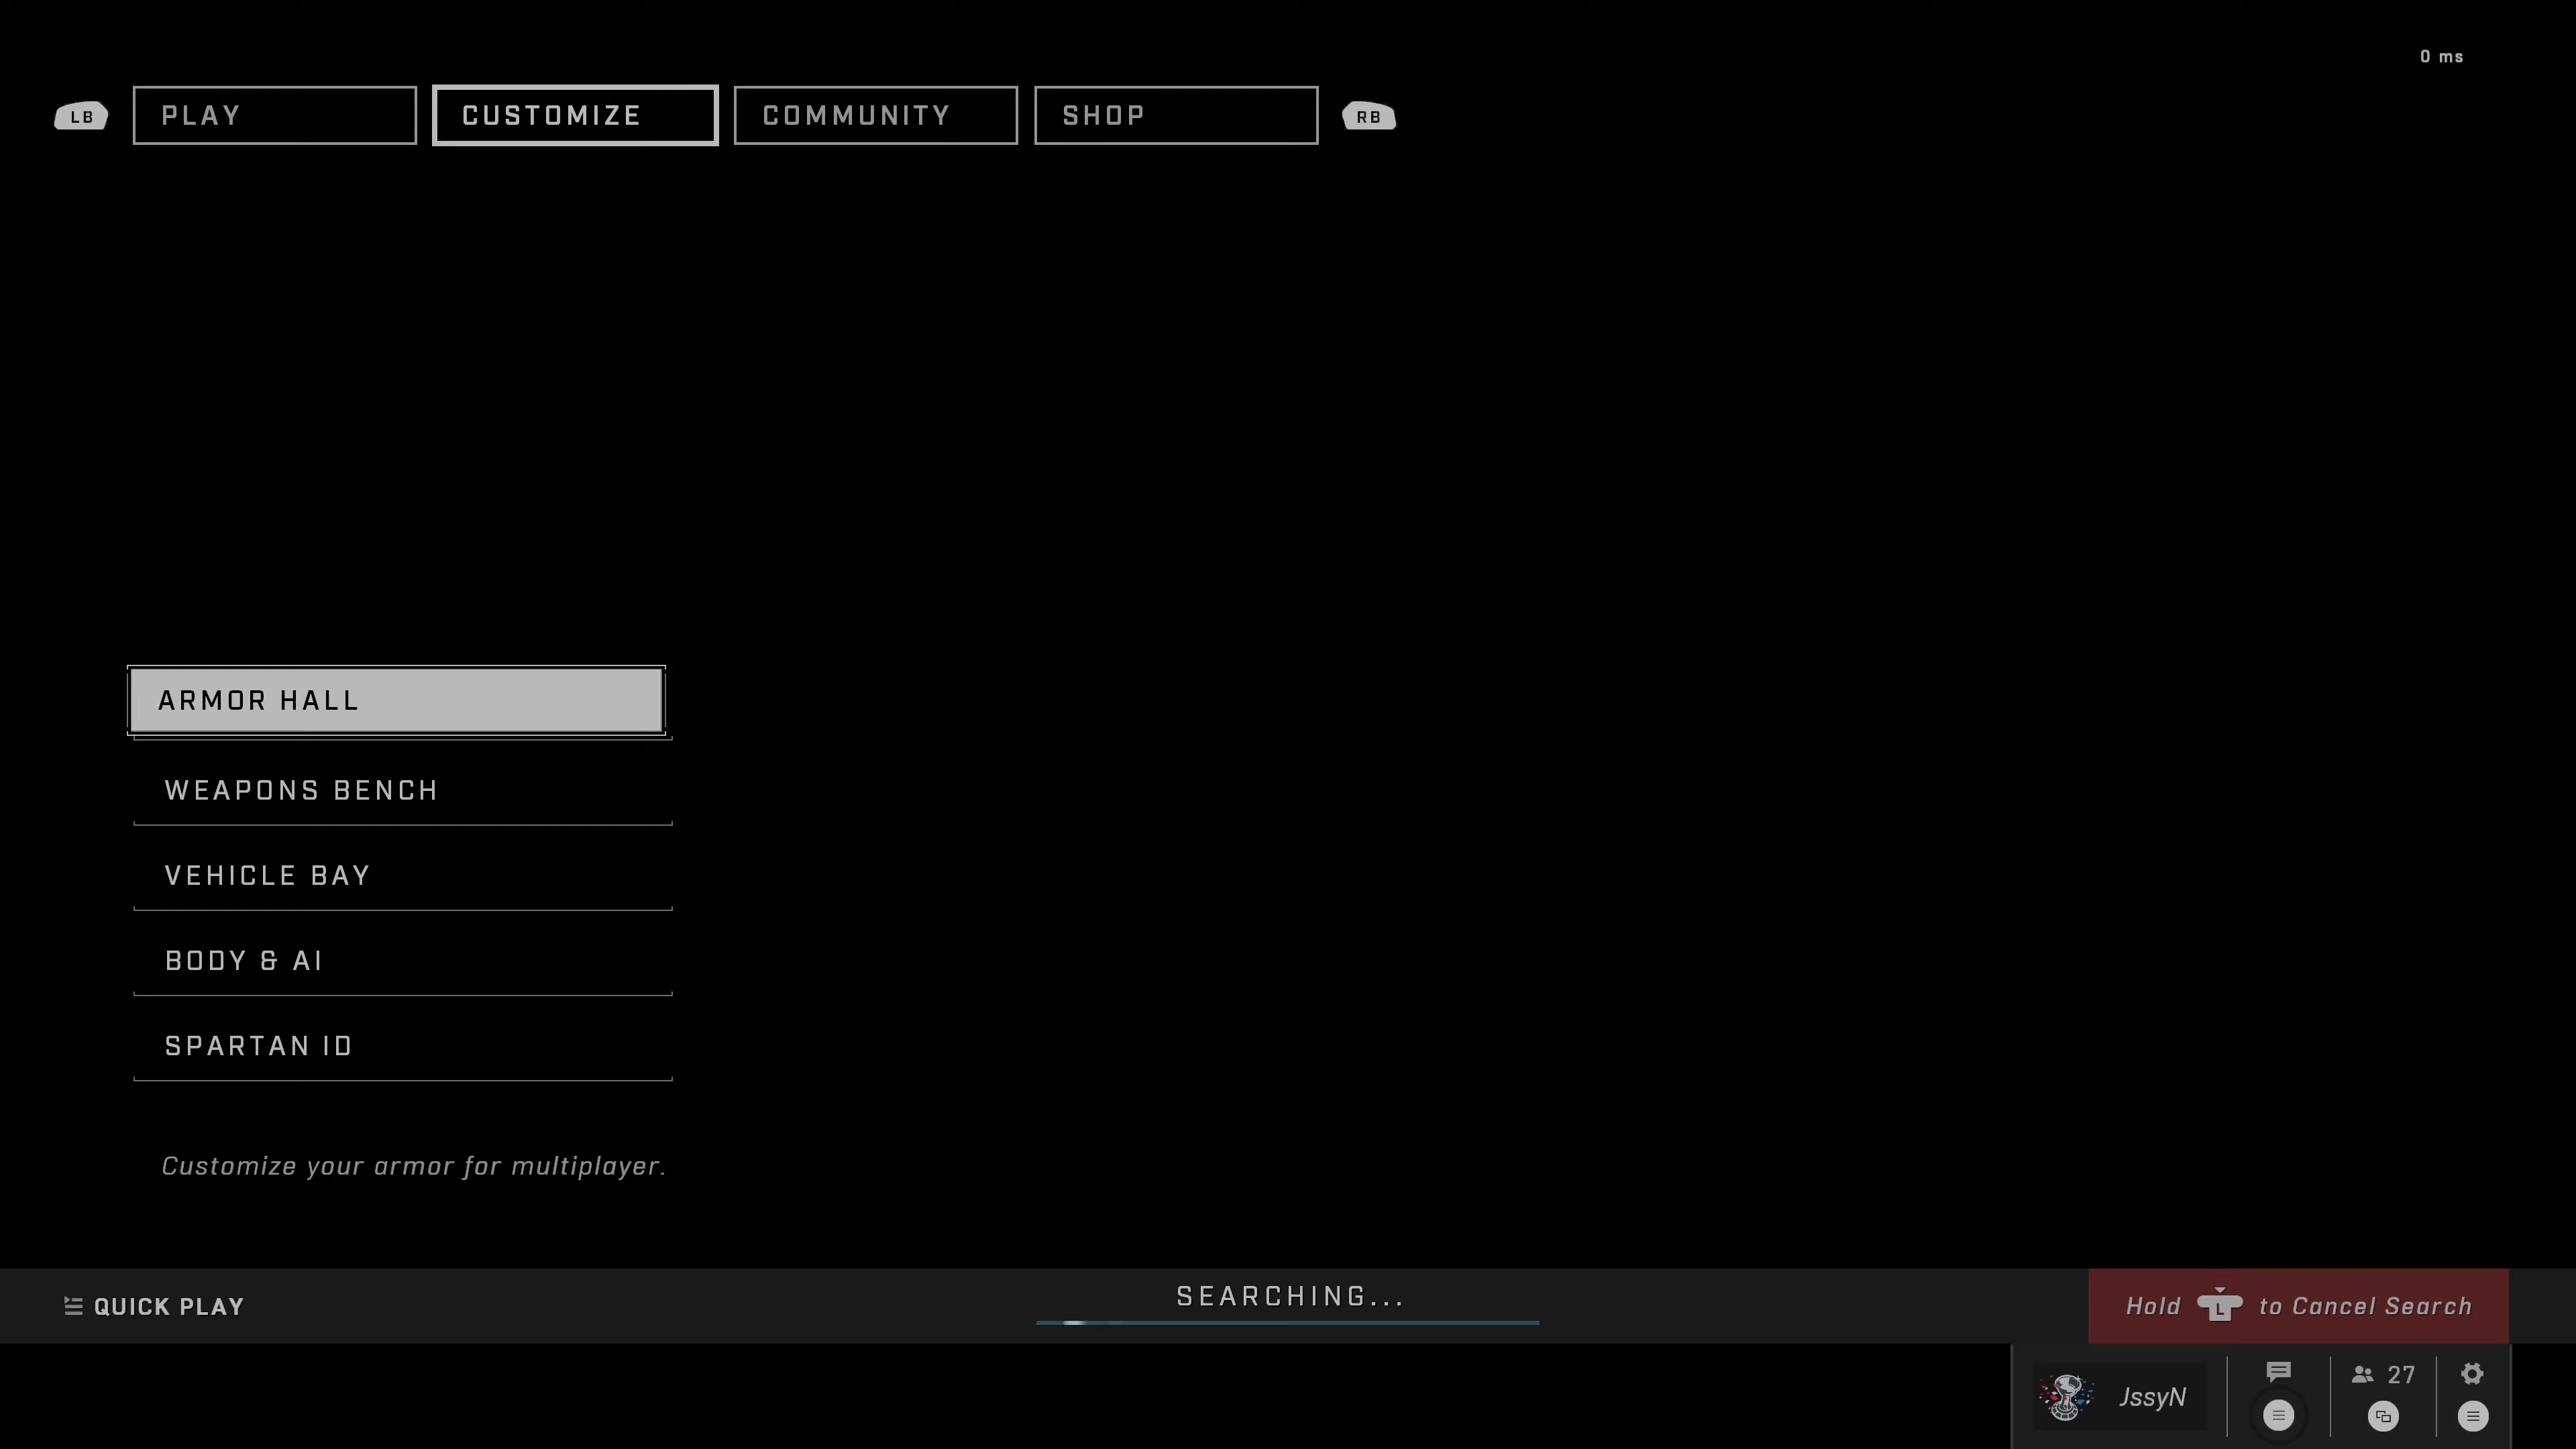 0 ms
LB PLAY CUSTOMIZE COMMUNITY SHOP RB
ARMOR HALL
WEAPONS BENCH
VEHICLE BAY
BODY & AI
SPARTAN ID
Customize your armor for multiplayer.
QUICK PLAY
SEARCHING...
Hold L to Cancel Search
JssyN
27